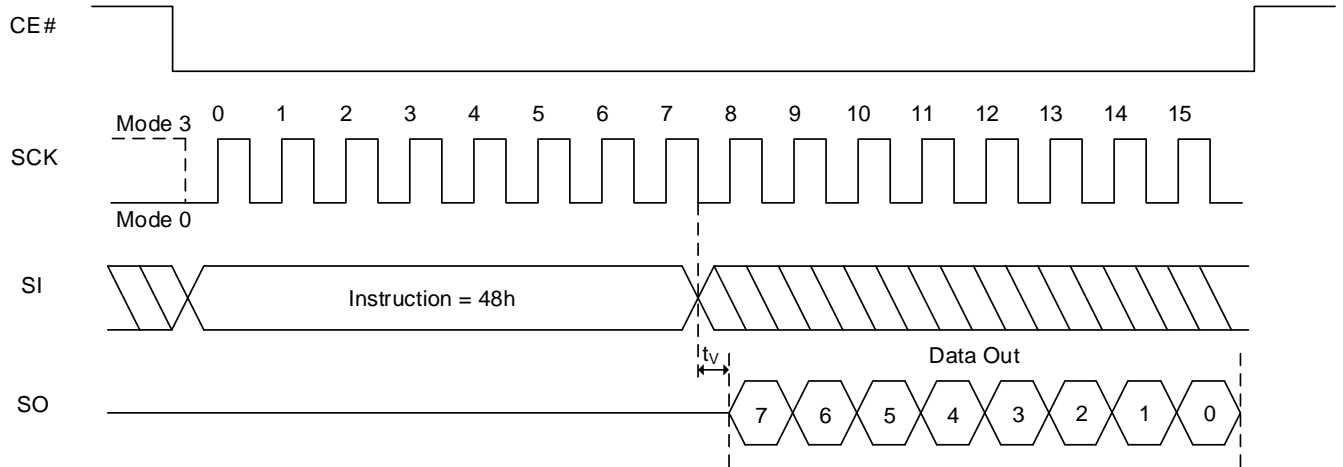 CE#
0 1 2 3 4 5 6 7 8 9 10 11 12 13 14 15
Mode 3
SCK
Mode 0
SI
Instruction = 48h
tV
Data Out
SO
7 6 5 4 3 2 1 0